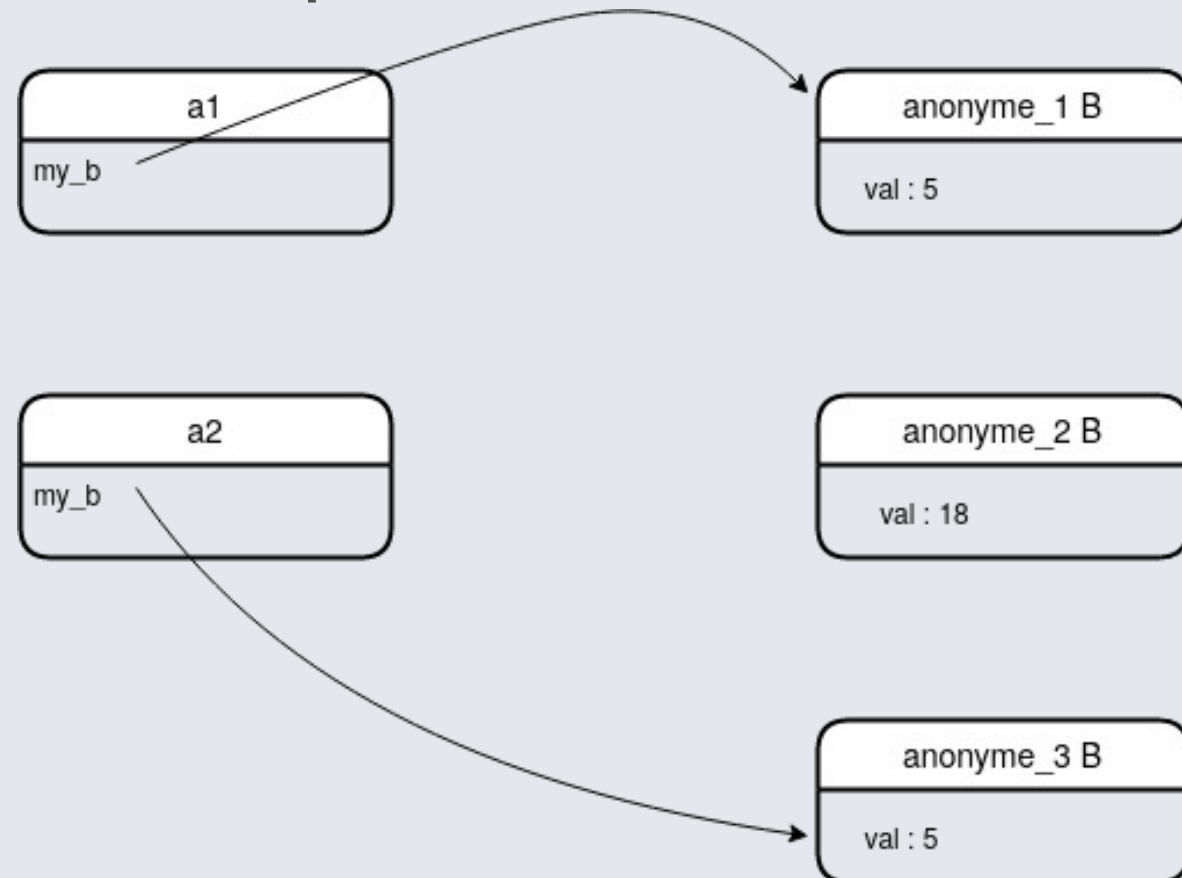 a1
my_b
anonyme_1 B
val : 5
a2
my_b
anonyme_2 B
val : 18
anonyme_3 B
val : 5